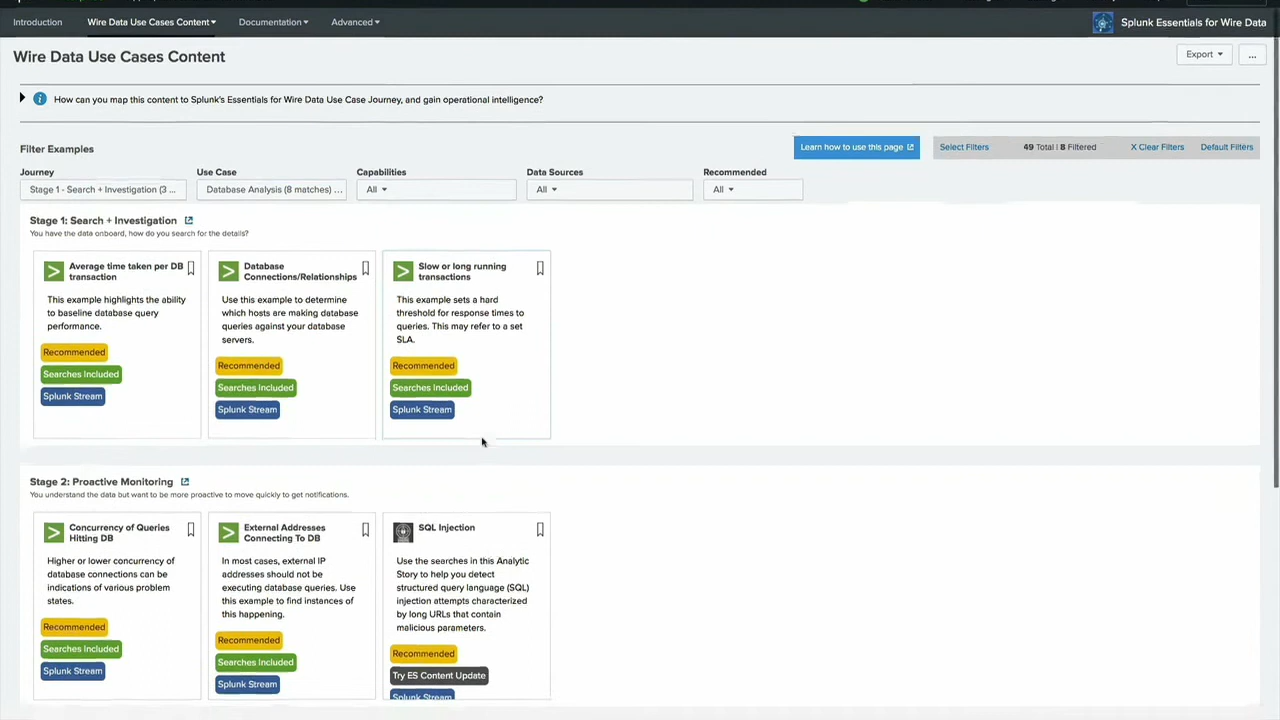 Introduction
Wire Data Use Cases Content
Documentation
Advanced
Splunk Essentials for Wire Data
Wire Data Use Cases Content
Export
...
How can you map this content to Splunk's Essentials for Wire Data Use Case Journey, and gain operational intelligence?
Filter Examples
Learn how to use this page
Select Filters
49 Total | 8 Filtered
X Clear Filters
Default Filters
Journey
Use Case
Capabilities
Data Sources
Recommended
Stage 1 - Search + Investigation (3 ...
Database Analysis (8 matches) ...
All
All
All
Stage 1: Search + Investigation
You have the data onboard, how do you search for the details?
Average time taken per DB
transaction
This example highlights the ability
to baseline database query
performance.
Recommended
Searches Included
Splunk Stream
Database
Connections/Relationships
Use this example to determine
which hosts are making database
queries against your database
servers.
Recommended
Searches Included
Splunk Stream
Slow or long running
transactions
This example sets a hard
threshold for response times to
queries. This may refer to a set
SLA.
Recommended
Searches Included
Splunk Stream
Stage 2: Proactive Monitoring
You understand the data but want to be more proactive to move quickly to get notifications.
Concurrency of Queries
Hitting DB
Higher or lower concurrency of
database connections can be
indications of various problem
states.
Recommended
Searches Included
Splunk Stream
External Addresses
Connecting To DB
In most cases, external IP
addresses should not be
executing database queries. Use
this example to find instances of
this happening.
Recommended
Searches Included
Splunk Stream
SQL Injection
Use the searches in this Analytic
Story to help you detect
structured query language (SQL)
injection attempts characterized
by long URLs that contain
malicious parameters.
Recommended
Try ES Content Update
Splunk Stream